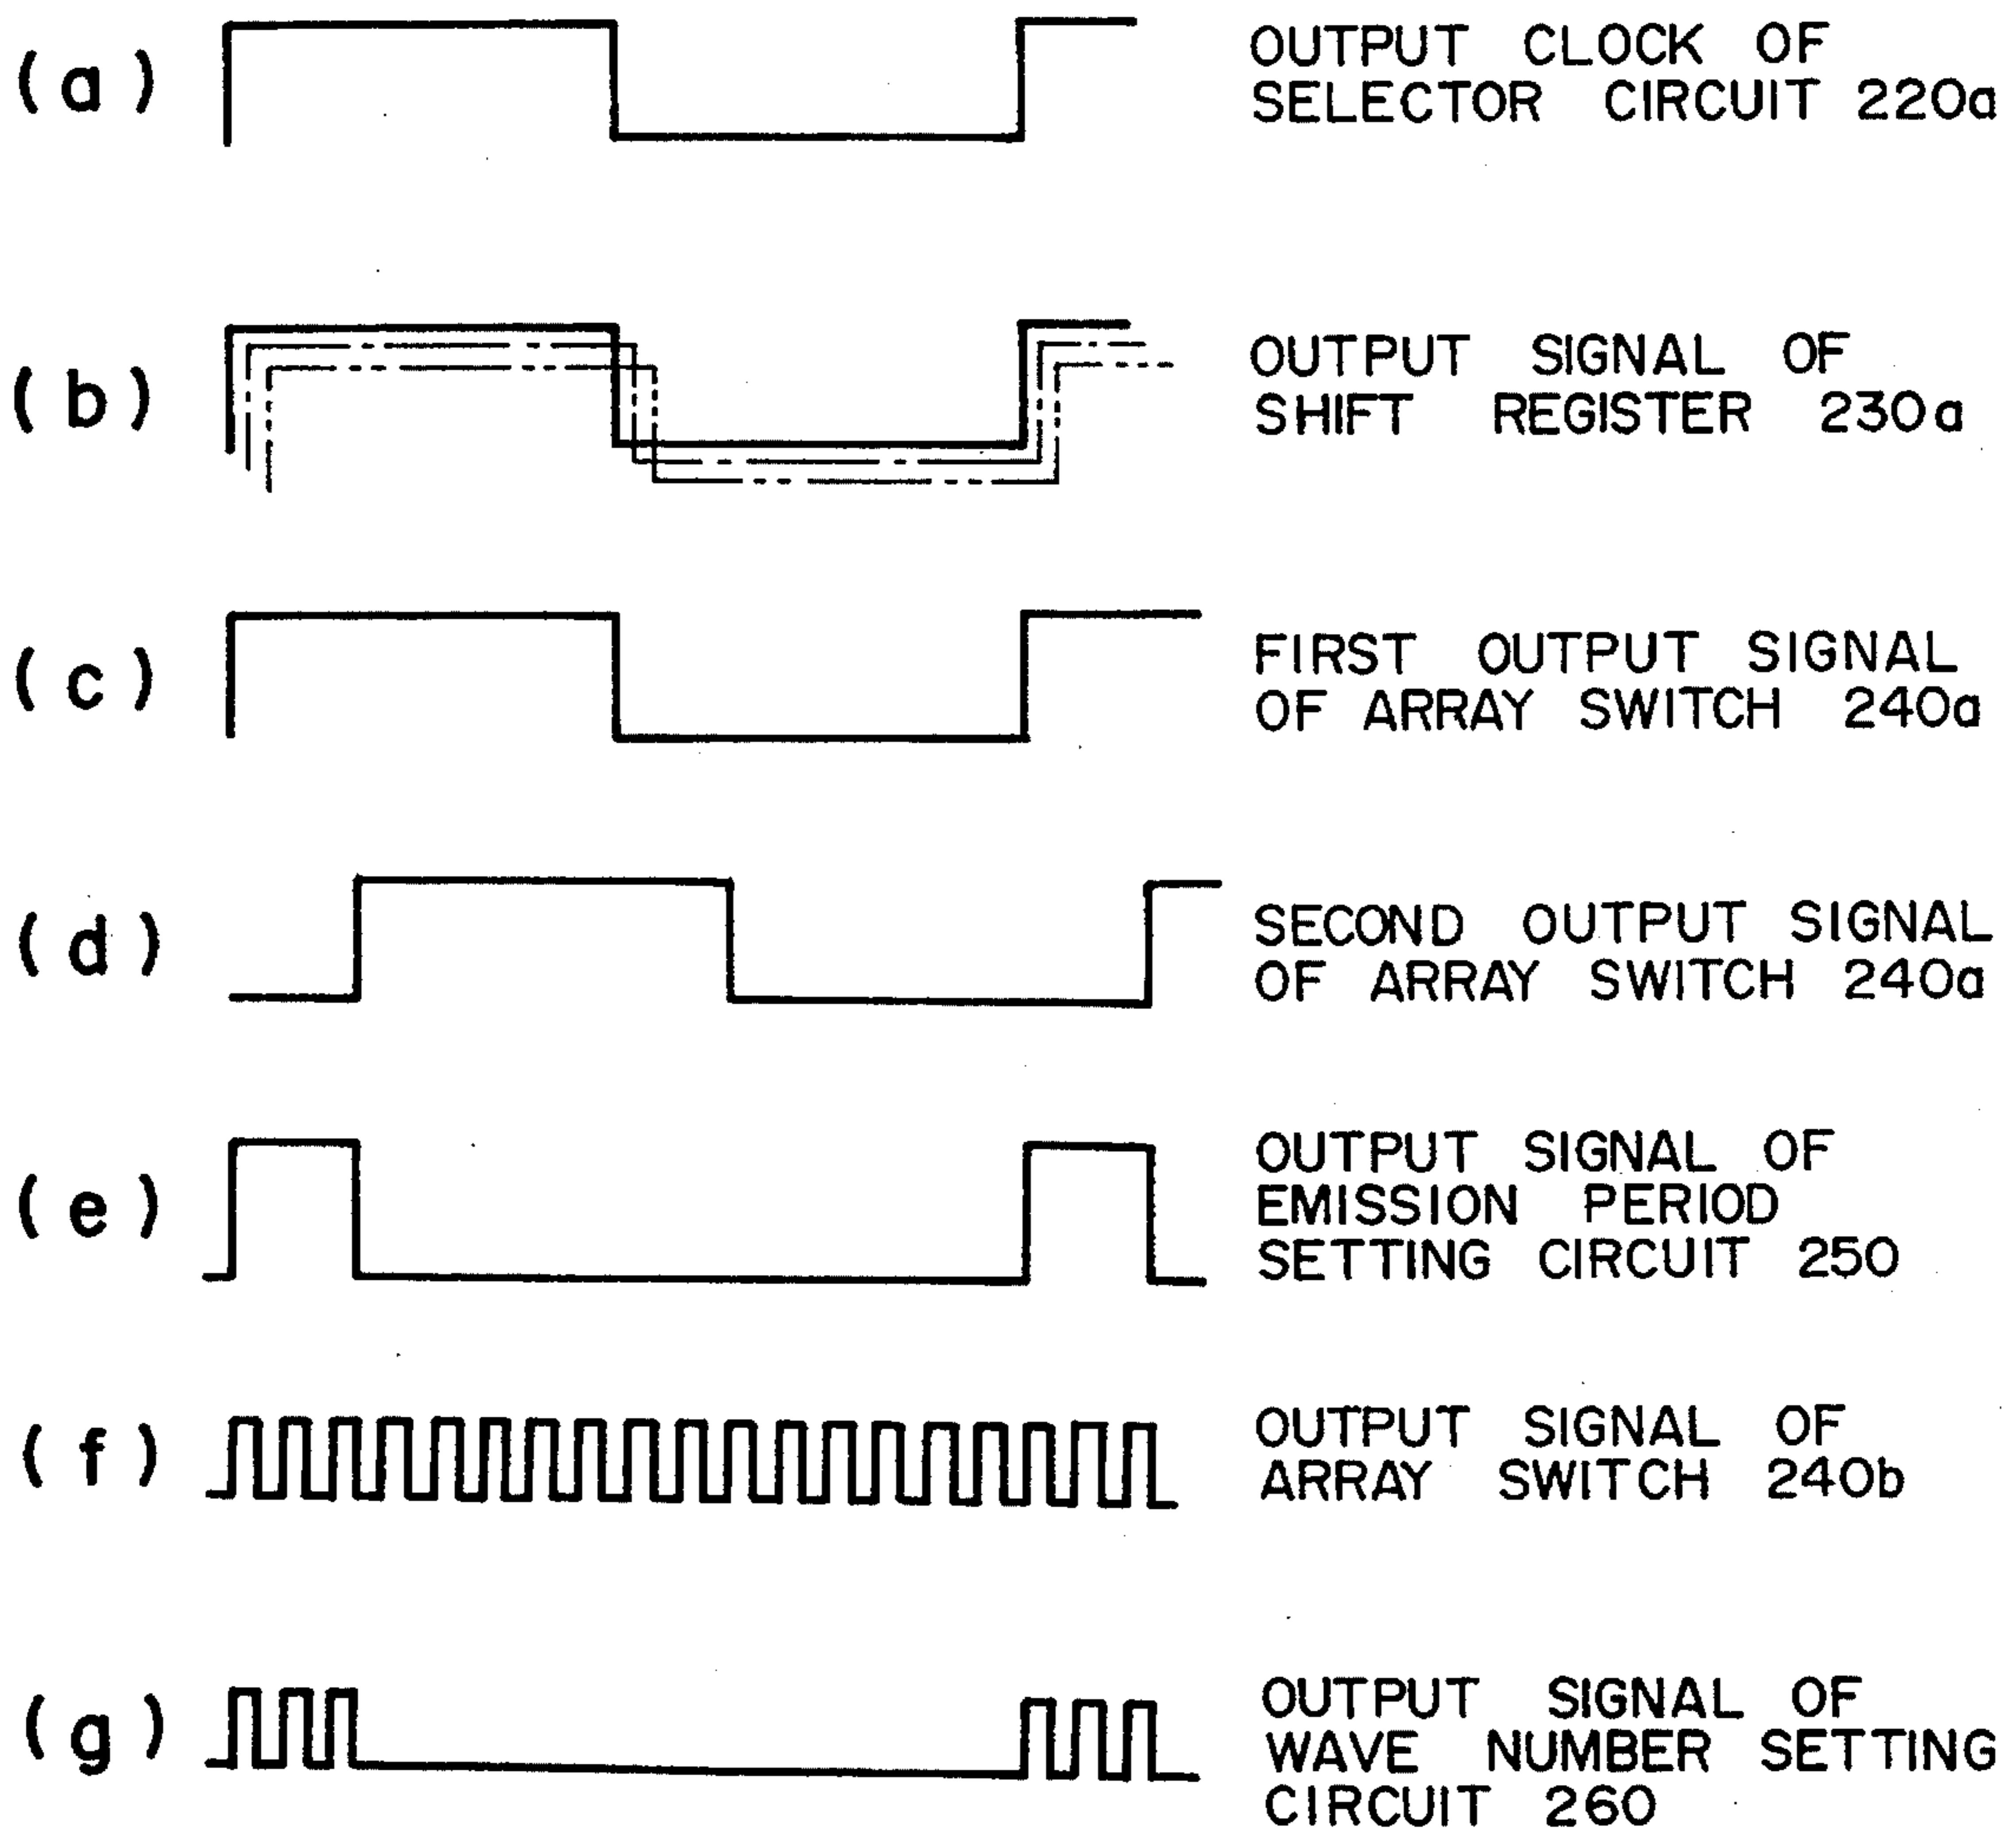 (a)
OUTPUT CLOCK OF
SELECTOR CIRCUIT 220a
(b)
OUTPUT SIGNAL OF
SHIFT REGISTER 230a
(c)
FIRST OUTPUT SIGNAL
OF ARRAY SWITCH 240a
(d)
SECOND OUTPUT SIGNAL
OF ARRAY SWITCH 240a
(e)
OUTPUT SIGNAL OF
EMISSION PERIOD
SETTING CIRCUIT 250
(f)
OUTPUT SIGNAL OF
ARRAY SWITCH 240b
(g)
OUTPUT SIGNAL OF
WAVE NUMBER SETTING
CIRCUIT 260